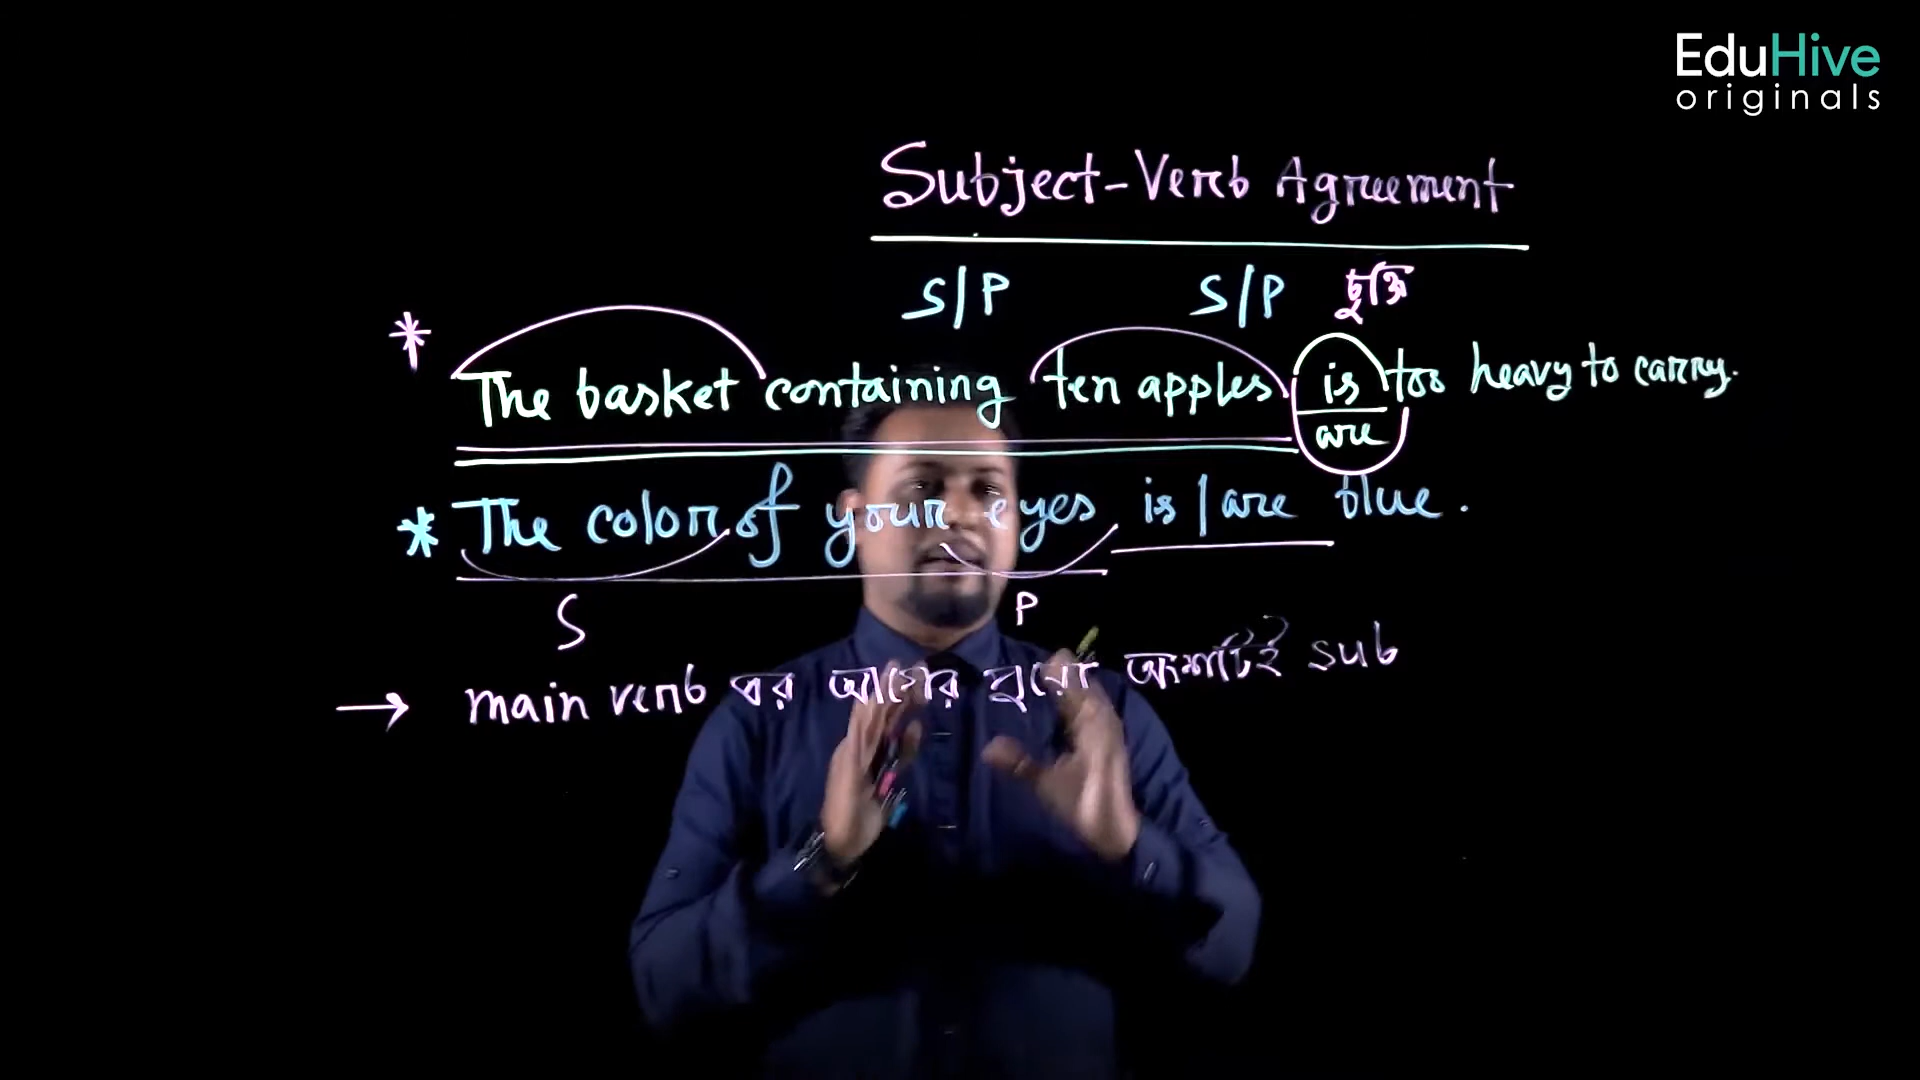 EduHive
originals
Subject-Verb Agreement
S/P S/P চুক্তি
* The basket containing ten apples is too heavy to carry.
are
* The color of your eyes is/are blue.
S P
→ main verb এর আগের পুরো অংশটিই sub